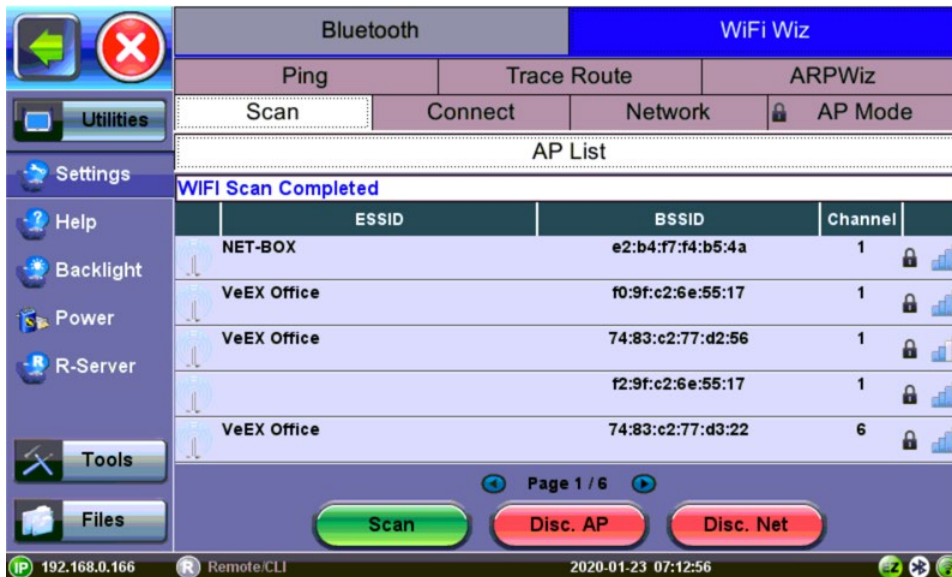 Bluetooth WiFi Wiz
Ping Trace Route ARPWiz
Utilities
Scan Connect Network AP Mode
AP List
Settings
WIFI Scan Completed
ESSID BSSID Channel
Help
NET-BOX e2:b4:f7:f4:b5:4a 1
Backlight
VeEX Office f0:9f:c2:6e:55:17 1
Power
VeEX Office 74:83:c2:77:d2:56 1
R-Server
f2:9f:c2:6e:55:17 1
VeEX Office 74:83:c2:77:d3:22 6
Tools
Page 1 / 6
Files
Scan Disc. AP Disc. Net
IP 192.168.0.166 R Remote/CLI 2020-01-23 07:12:56 EZ